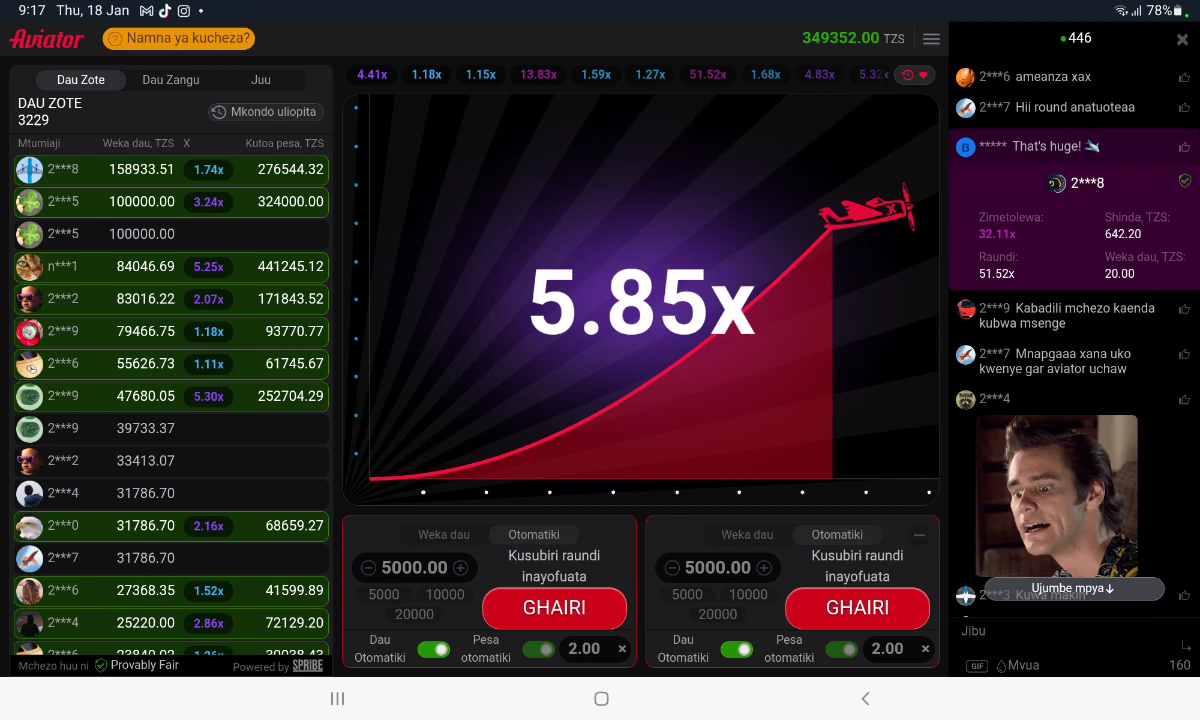 9:17 Thu, 18 Jan
78%
Aviator
Namna ya kucheza?
349352.00 TZS
Dau Zote Dau Zangu Juu
DAU ZOTE
3229
Mkondo uliopita
Mtumiaji Weka dau, TZS X Kutoa pesa, TZS
2***8 158933.51 1.74x 276544.32
2***5 100000.00 3.24x 324000.00
2***5 100000.00
n***1 84046.69 5.25x 441245.12
2***2 83016.22 2.07x 171843.52
2***9 79466.75 1.18x 93770.77
2***6 55626.73 1.11x 61745.67
2***9 47680.05 5.30x 252704.29
2***9 39733.37
2***2 33413.07
2***4 31786.70
2***0 31786.70 2.16x 68659.27
2***7 31786.70
2***6 27368.35 1.52x 41599.89
2***4 25220.00 2.86x 72129.20
Mchezo huu ni Provably Fair Powered by SPRIBE
4.41x 1.18x 1.15x 13.83x 1.59x 1.27x 51.52x 1.68x 4.83x 5.32x
5.85x
Weka dau Otomatiki
5000.00
5000 10000
20000
Kusubiri raundi
inayofuata
GHAIRI
Dau
Otomatiki
Pesa
otomatiki
2.00 ×
Weka dau Otomatiki
5000.00
5000 10000
20000
Kusubiri raundi
inayofuata
GHAIRI
Dau
Otomatiki
Pesa
otomatiki
2.00 ×
446
2***6 ameanza xax
2***7 Hii round anatuoteaa
***** That's huge!
B
2***8
Zimetolewa: Shinda, TZS:
32.11x 642.20
Raundi: Weka dau, TZS:
51.52x 20.00
2***9 Kabadili mchezo kaenda
kubwa msenge
2***7 Mnapgaaa xana uko
kwenye gar aviator uchaw
2***4
Ujumbe mpya↓
2***3 Kuwa makin
Jibu
GIF Mvua 160